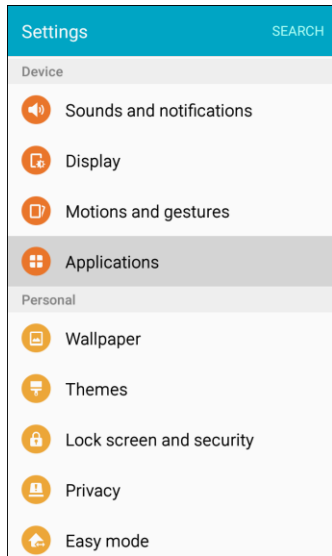 Settings SEARCH
Device
Sounds and notifications
Display
Motions and gestures
Applications
Personal
Wallpaper
Themes
Lock screen and security
Privacy
Easy mode